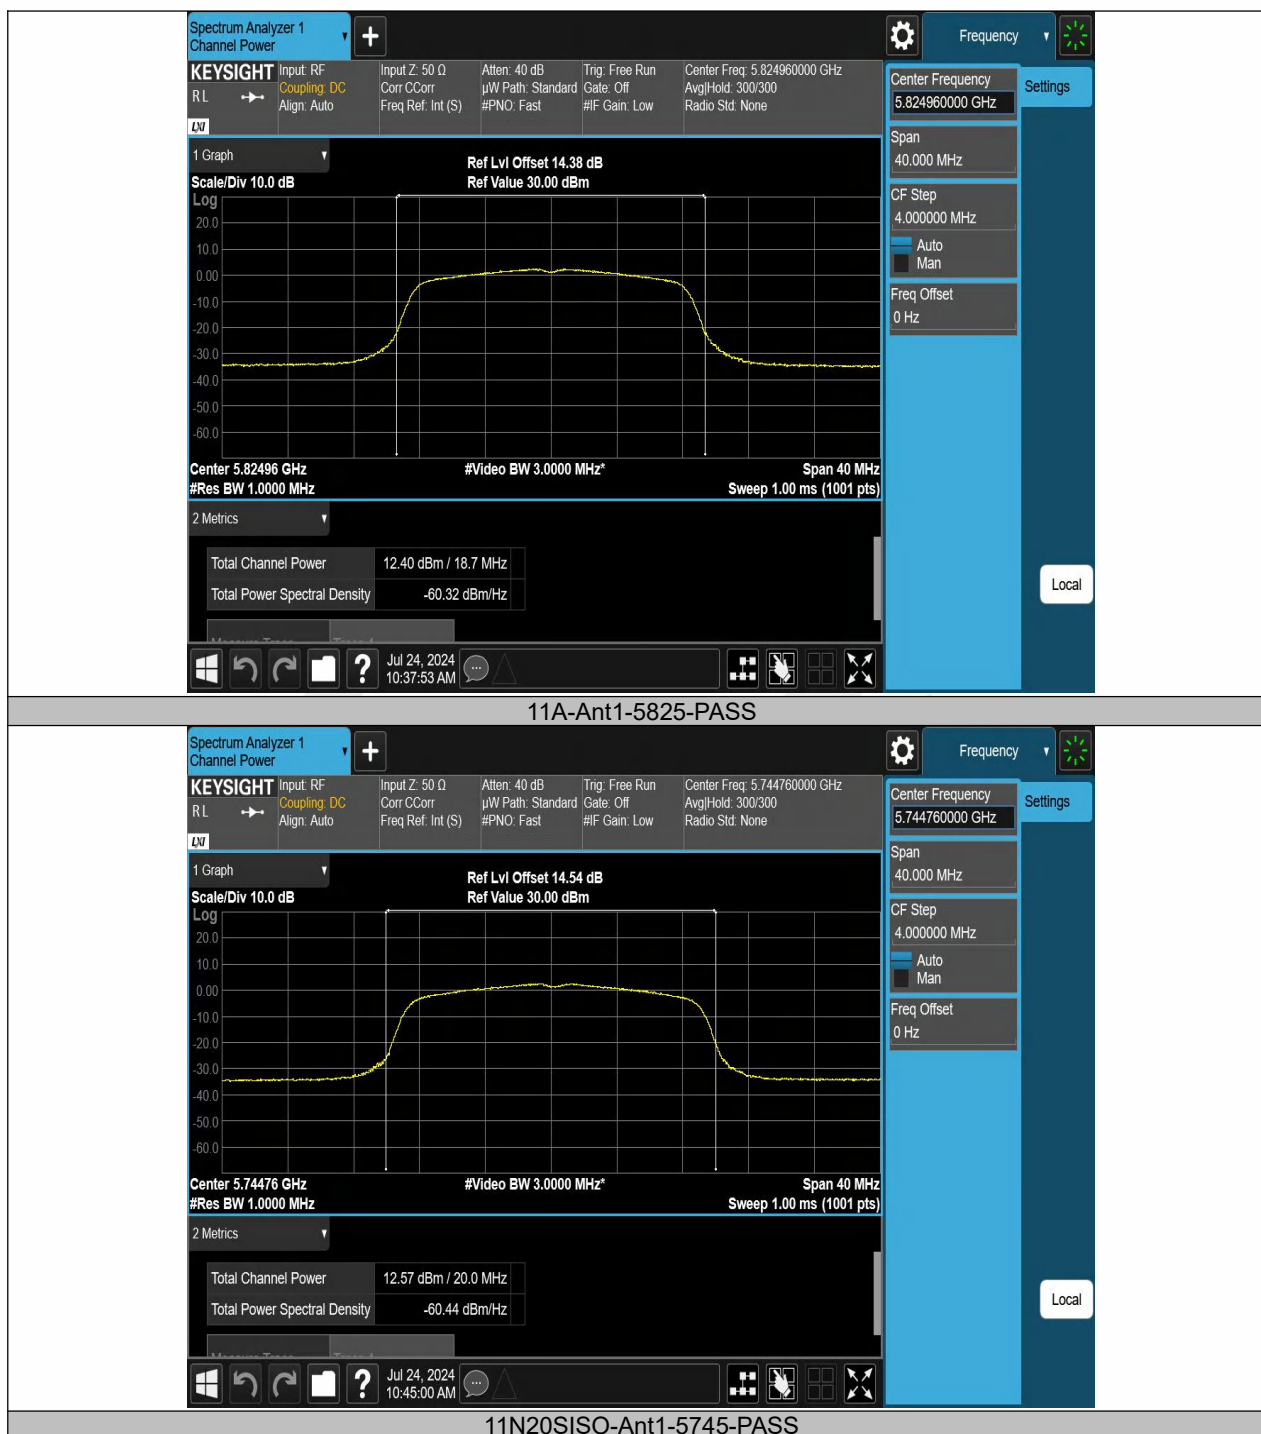 Spectrum Analyzer 1
Channel Power
+
Frequency
KEYSIGHT
R L
LXI
Input: RF
Coupling: DC
Align: Auto
Input Z: 50 Ω
Corr CCorr
Freq Ref: Int (S)
Atten: 40 dB
µW Path: Standard
#PNO: Fast
Trig: Free Run
Gate: Off
#IF Gain: Low
Center Freq: 5.824960000 GHz
Avg|Hold: 300/300
Radio Std: None
Center Frequency
5.824960000 GHz
Settings
Span
40.000 MHz
CF Step
4.000000 MHz
Auto
Man
Freq Offset
0 Hz
Local
1 Graph
Scale/Div 10.0 dB
Ref Lvl Offset 14.38 dB
Ref Value 30.00 dBm
Log
20.0
10.0
0.00
-10.0
-20.0
-30.0
-40.0
-50.0
-60.0
Center 5.82496 GHz
#Video BW 3.0000 MHz*
Span 40 MHz
#Res BW 1.0000 MHz
Sweep 1.00 ms (1001 pts)
2 Metrics
Total Channel Power 12.40 dBm / 18.7 MHz
Total Power Spectral Density -60.32 dBm/Hz
?
Jul 24, 2024
10:37:53 AM
11A-Ant1-5825-PASS
Spectrum Analyzer 1
Channel Power
+
Frequency
KEYSIGHT
R L
LXI
Input: RF
Coupling: DC
Align: Auto
Input Z: 50 Ω
Corr CCorr
Freq Ref: Int (S)
Atten: 40 dB
µW Path: Standard
#PNO: Fast
Trig: Free Run
Gate: Off
#IF Gain: Low
Center Freq: 5.744760000 GHz
Avg|Hold: 300/300
Radio Std: None
Center Frequency
5.744760000 GHz
Settings
Span
40.000 MHz
CF Step
4.000000 MHz
Auto
Man
Freq Offset
0 Hz
Local
1 Graph
Scale/Div 10.0 dB
Ref Lvl Offset 14.54 dB
Ref Value 30.00 dBm
Log
20.0
10.0
0.00
-10.0
-20.0
-30.0
-40.0
-50.0
-60.0
Center 5.74476 GHz
#Video BW 3.0000 MHz*
Span 40 MHz
#Res BW 1.0000 MHz
Sweep 1.00 ms (1001 pts)
2 Metrics
Total Channel Power 12.57 dBm / 20.0 MHz
Total Power Spectral Density -60.44 dBm/Hz
?
Jul 24, 2024
10:45:00 AM
11N20SISO-Ant1-5745-PASS